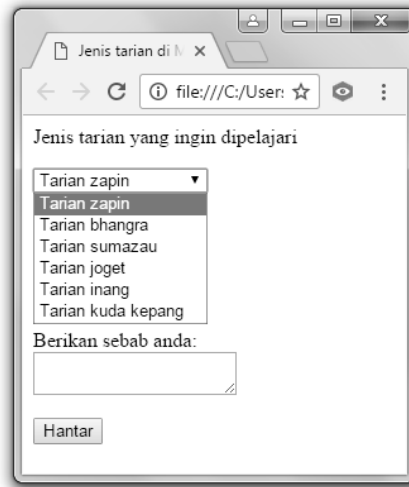 Jenis tarian di M
file:///C:/User:
Jenis tarian yang ingin dipelajari
Tarian zapin
Tarian zapin
Tarian bhangra
Tarian sumazau
Tarian joget
Tarian inang
Tarian kuda kepang
Berikan sebab anda:
Hantar